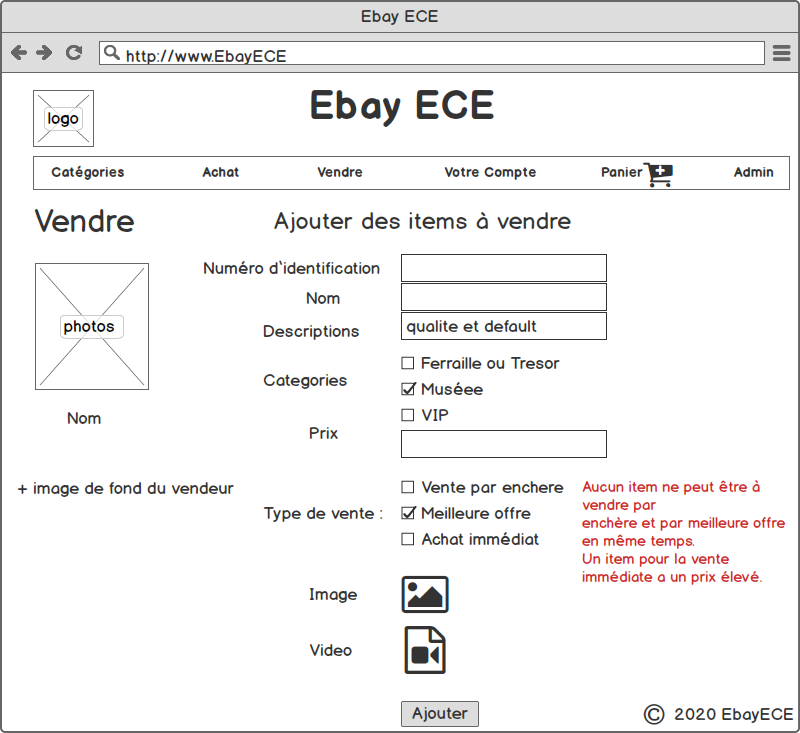 Ebay ECE
http://www.EbayECE
logo
Ebay ECE
Catégories Achat Vendre Votre Compte Panier Admin
Vendre
Ajouter des items à vendre
photos
Nom
+ image de fond du vendeur
Numéro d'identification
Nom
Descriptions
qualite et default
Categories
Ferraille ou Tresor
Muséee
VIP
Prix
Type de vente :
Vente par enchere
Meilleure offre
Achat immédiat
Aucun item ne peut être à
vendre par
enchère et par meilleure offre
en même temps.
Un item pour la vente
immédiate a un prix élevé.
Image
Video
Ajouter
© 2020 EbayECE